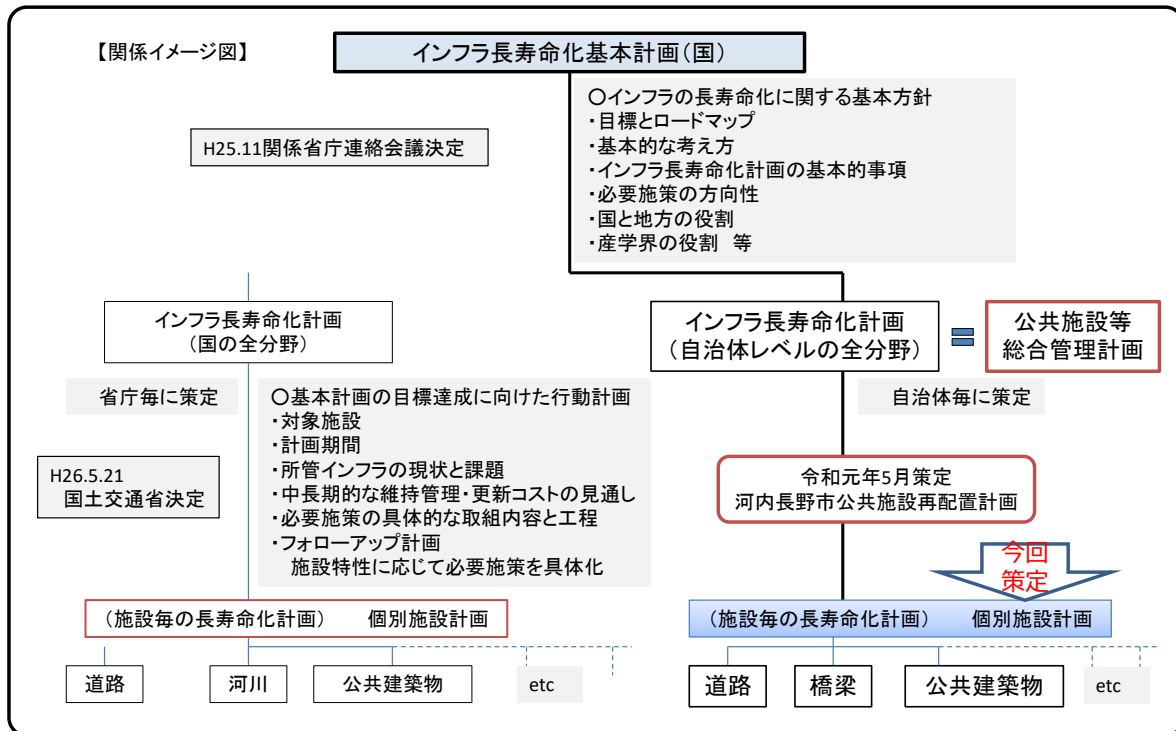 【関係イメージ図】
インフラ長寿命化基本計画(国)
H25.11関係省庁連絡会議決定
〇インフラの長寿命化に関する基本方針
・目標とロードマップ
・基本的な考え方
・インフラ長寿命化計画の基本的事項
・必要施策の方向性
・国と地方の役割
・産学界の役割 等
インフラ長寿命化計画
(国の全分野)
インフラ長寿命化計画
(自治体レベルの全分野)
=
公共施設等
総合管理計画
省庁毎に策定
自治体毎に策定
H26.5.21
国土交通省決定
〇基本計画の目標達成に向けた行動計画
・対象施設
・計画期間
・所管インフラの現状と課題
・中長期的な維持管理・更新コストの見通し
・必要施策の具体的な取組内容と工程
・フォローアップ計画
施設特性に応じて必要施策を具体化
令和元年5月策定
河内長野市公共施設再配置計画
今回
策定
(施設毎の長寿命化計画) 個別施設計画
道路
河川
公共建築物
etc
(施設毎の長寿命化計画) 個別施設計画
道路
橋梁
公共建築物
etc